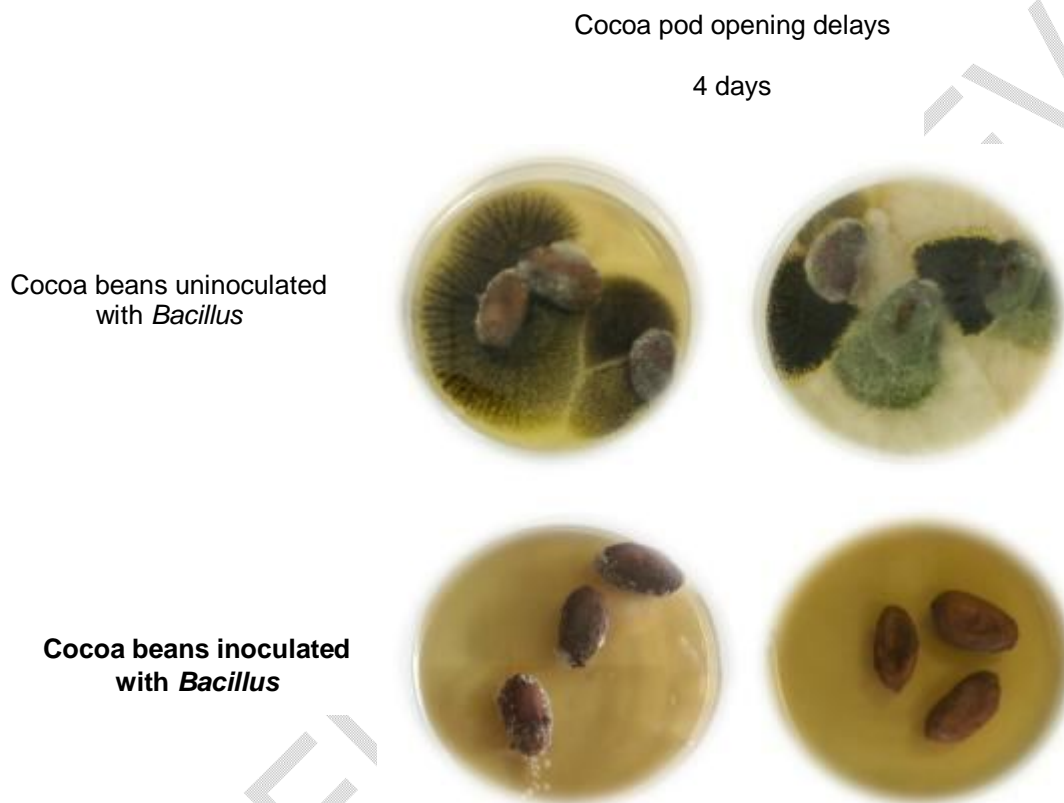 Cocoa pod opening delays
4 days
Cocoa beans uninoculated
with Bacillus
Cocoa beans inoculated
with Bacillus